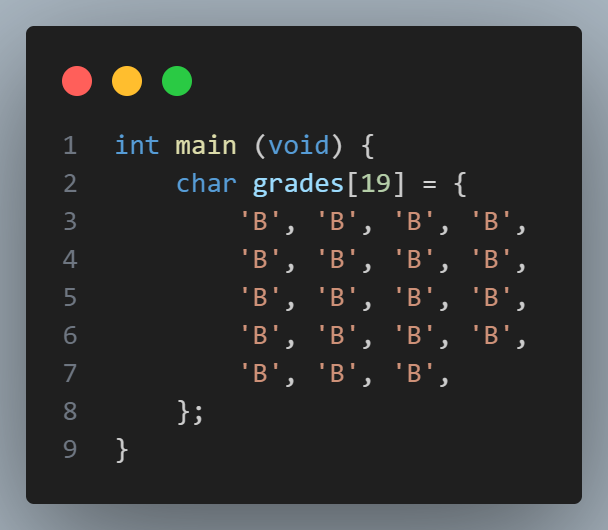 1 int main (void) {
2     char grades[19] = {
3         'B', 'B', 'B', 'B',
4         'B', 'B', 'B', 'B',
5         'B', 'B', 'B', 'B',
6         'B', 'B', 'B', 'B',
7         'B', 'B', 'B',
8     };
9 }